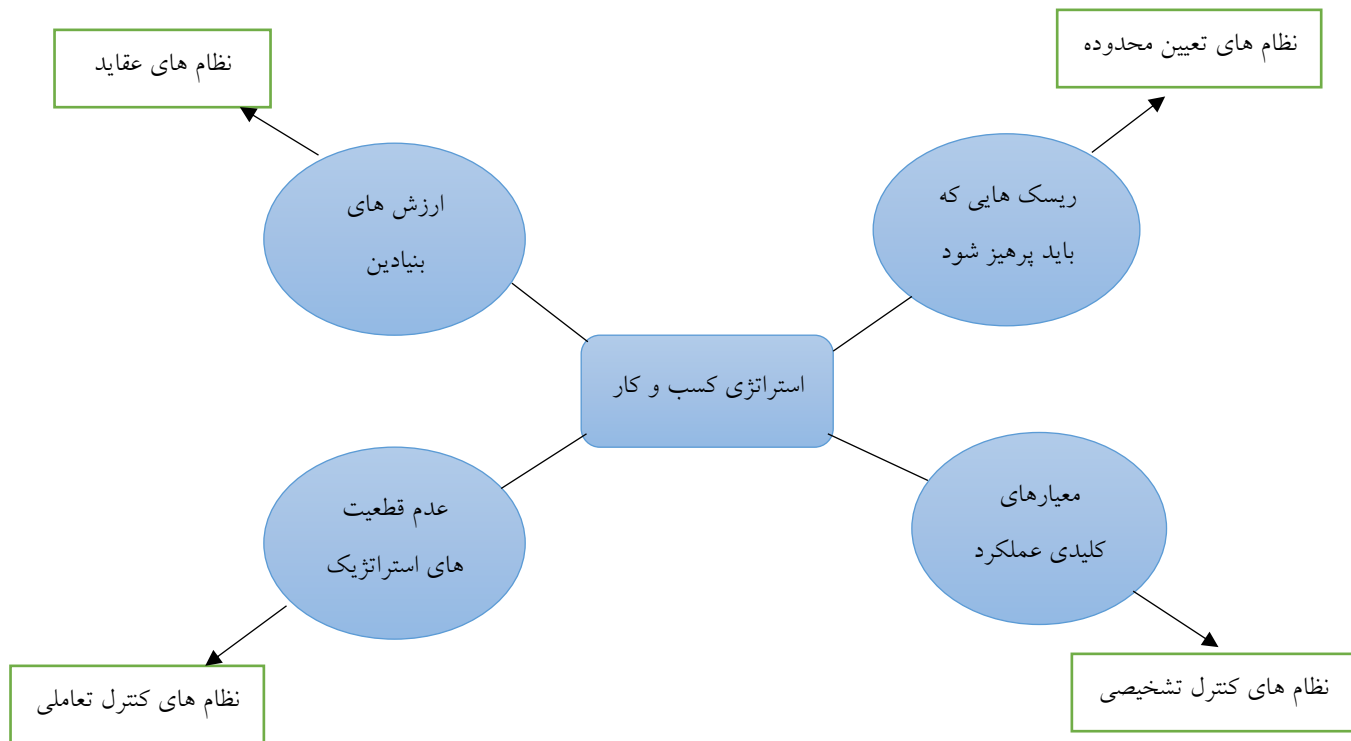 نظام های تعیین محدوده
نظام های عقاید
ریسک هایی که
باید پرهیز شود
ارزش های
بنیادین
استراتژی کسب و کار
معیارهای
کلیدی عملکرد
عدم قطعیت
های استراتژیک
نظام های کنترل تشخیصی
نظام های کنترل تعاملی